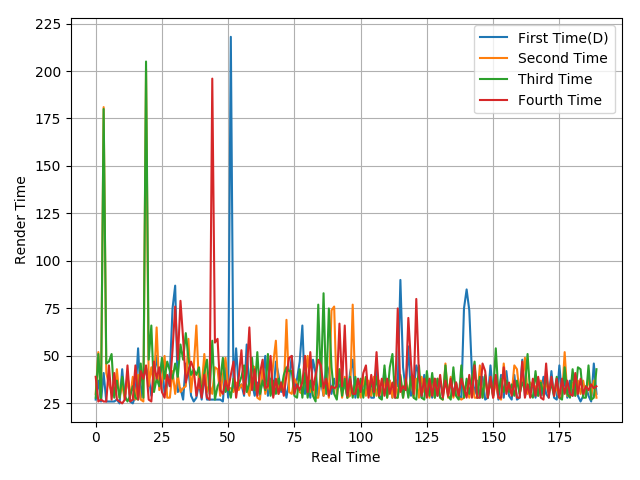 225
200
175
150
125
100
75
50
25
Render Time
0
25
50
75
100
125
150
175
Real Time
First Time(D)
Second Time
Third Time
Fourth Time